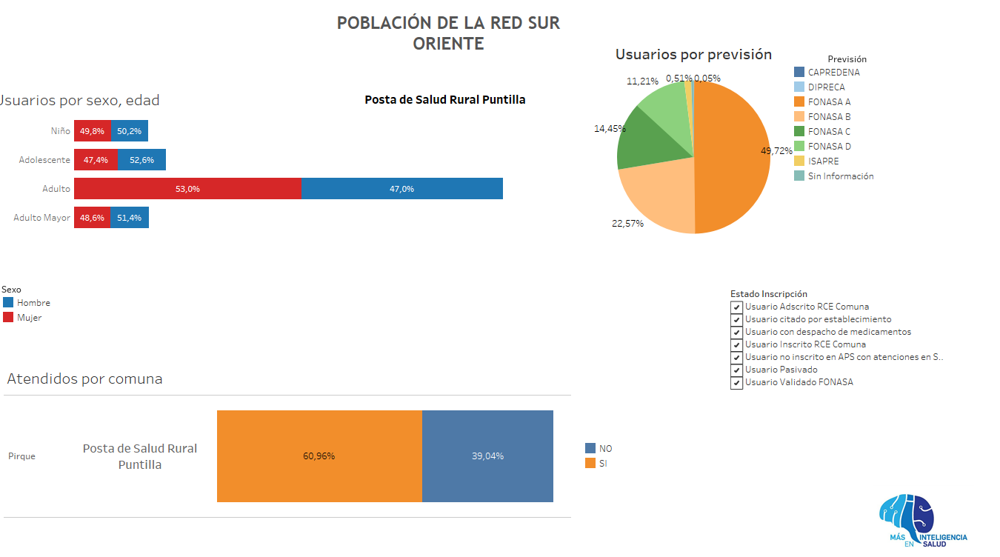 POBLACIÓN DE LA RED SUR
ORIENTE
Usuarios por sexo, edad
Posta de Salud Rural Puntilla
Niño 49,8% 50,2%
Adolescente 47,4% 52,6%
Adulto 53,0% 47,0%
Adulto Mayor 48,6% 51,4%
Usuarios por previsión
11,21% 0,51% 0,05%
14,45%
49,72%
22,57%
Previsión
CAPREDENA
DIPRECA
FONASA A
FONASA B
FONASA C
FONASA D
ISAPRE
Sin Información
Sexo
Hombre
Mujer
Estado Inscripción
Usuario Adscrito RCE Comuna
Usuario citado por establecimiento
Usuario con despacho de medicamentos
Usuario Inscrito RCE Comuna
Usuario no inscrito en APS con atenciones en S..
Usuario Pasivado
Usuario Validado FONASA
Atendidos por comuna
Pirque
Posta de Salud Rural
Puntilla
60,96% 39,04%
NO
SI
MÁS INTELIGENCIA
EN SALUD